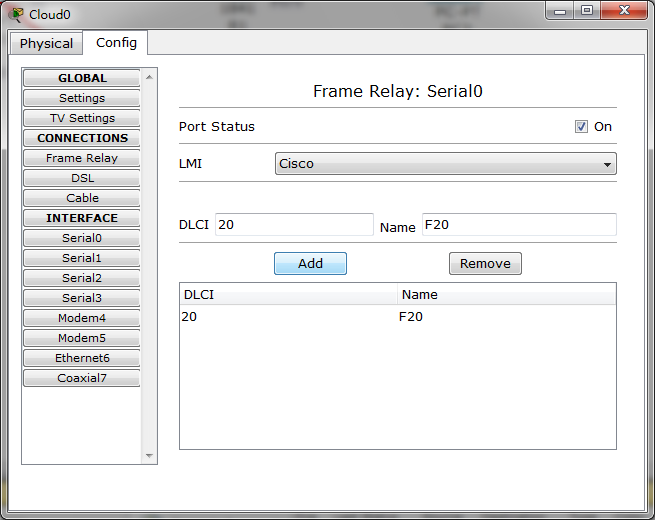 Cloud0
Physical
Config
GLOBAL
Settings
TV Settings
CONNECTIONS
Frame Relay
DSL
Cable
INTERFACE
Serial0
Serial1
Serial2
Serial3
Modem4
Modem5
Ethernet6
Coaxial7
Frame Relay: Serial0
Port Status
On
LMI
Cisco
DLCI 20 Name F20
Add Remove
DLCI Name
20 F20